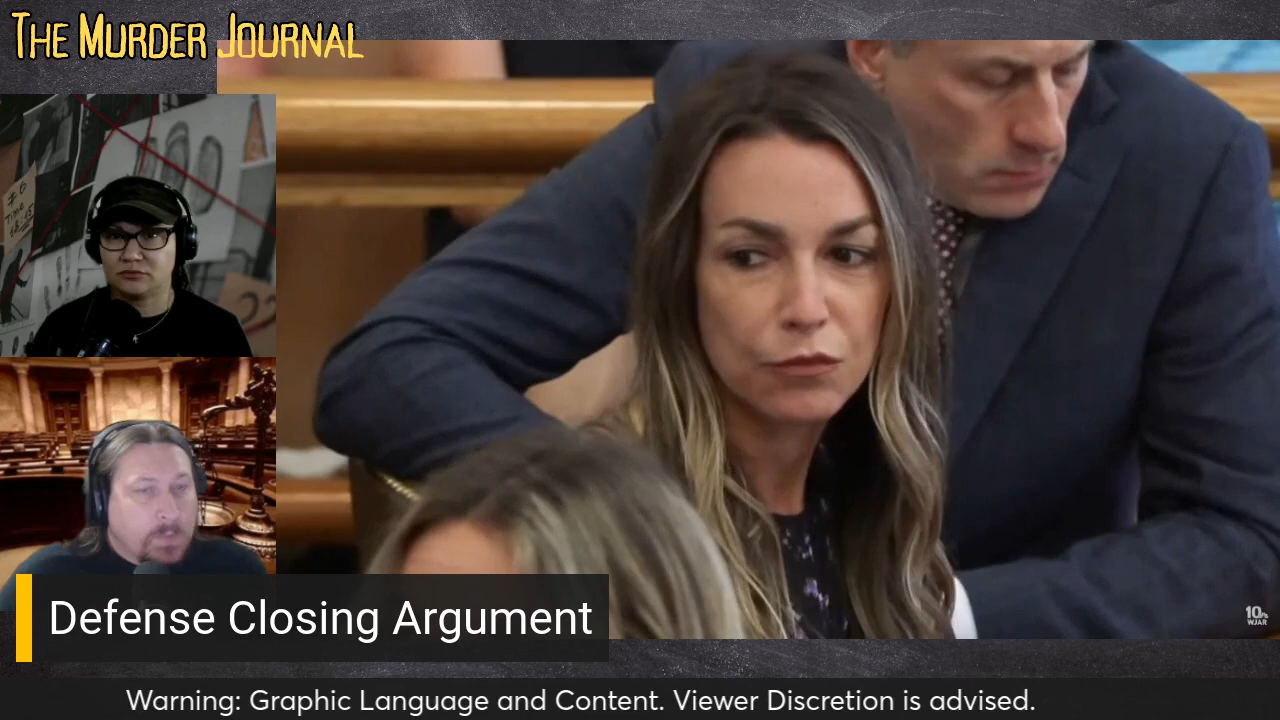 THE MURDER JOURNAL
Defense Closing Argument
10
WJAR
Warning: Graphic Language and Content. Viewer Discretion is advised.